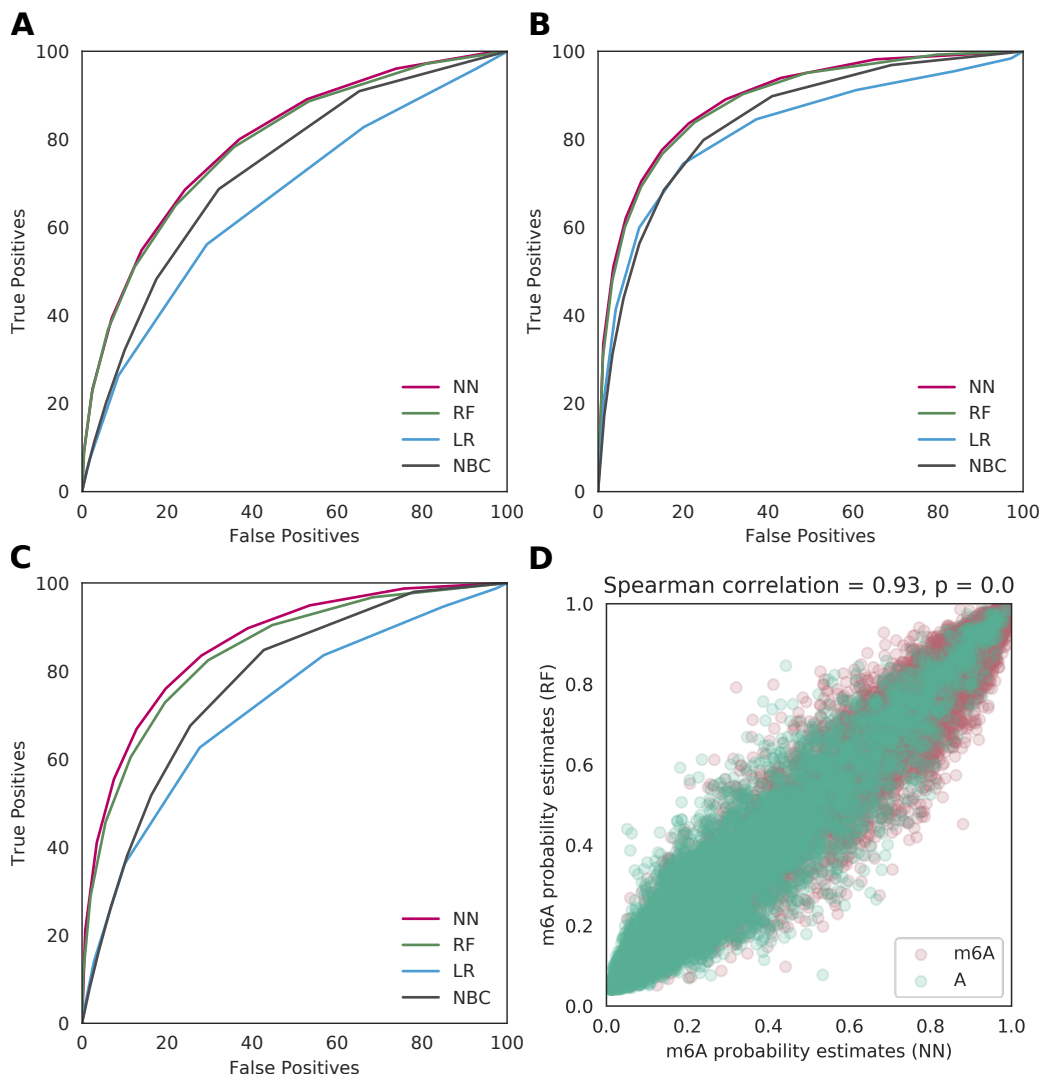 A
100
80
60
40
20
0
True Positives
NN
RF
LR
NBC
0 20 40 60 80 100
False Positives
B
100
80
60
40
20
0
True Positives
NN
RF
LR
NBC
0 20 40 60 80 100
False Positives
C
100
80
60
40
20
0
True Positives
NN
RF
LR
NBC
0 20 40 60 80 100
False Positives
D
Spearman correlation = 0.93, p = 0.0
1.0
0.8
0.6
0.4
0.2
0.0
m6A probability estimates (RF)
m6A
A
0.0 0.2 0.4 0.6 0.8 1.0
m6A probability estimates (NN)